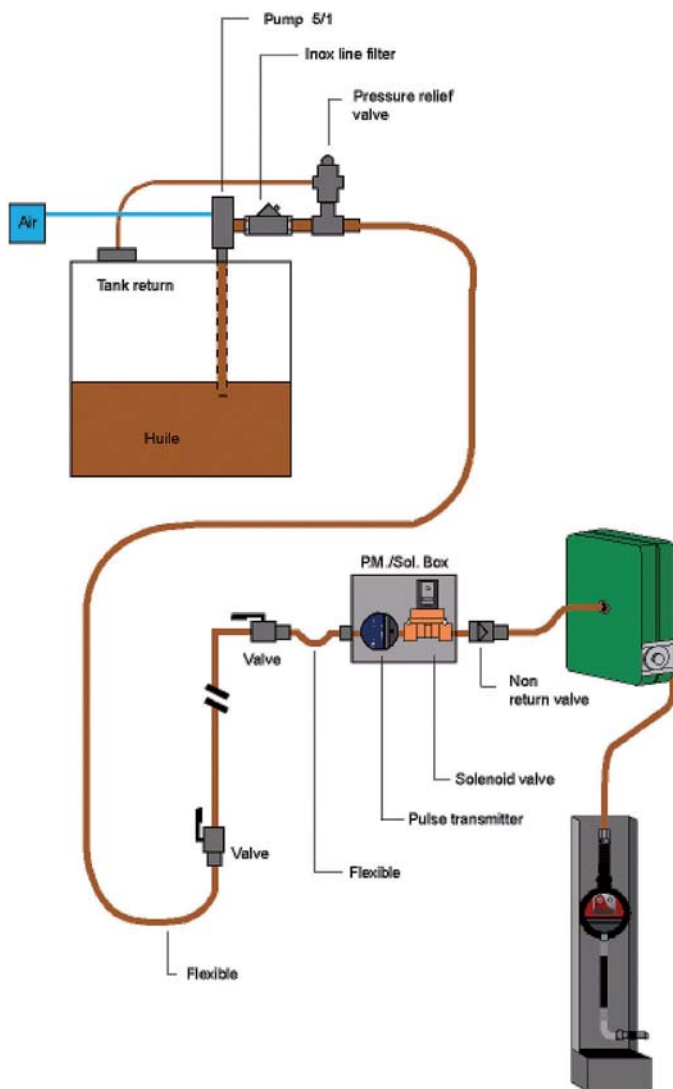 Pump 5/1
Inox line filter
Pressure relief
valve
Air
Tank return
Huile
P.M./Sol. Box
Valve
Non
return valve
Solenoid valve
Pulse transmitter
Valve
Flexible
Flexible